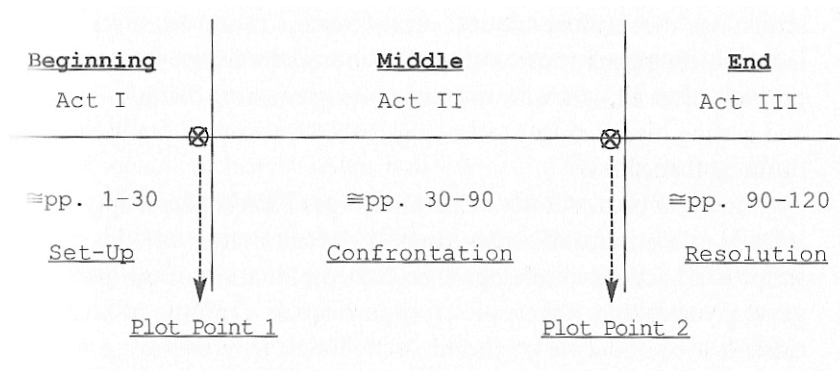 Beginning Middle End
Act I Act II Act III
≅pp. 1-30 ≅pp. 30-90 ≅pp. 90-120
Set-Up Confrontation Resolution
Plot Point 1 Plot Point 2